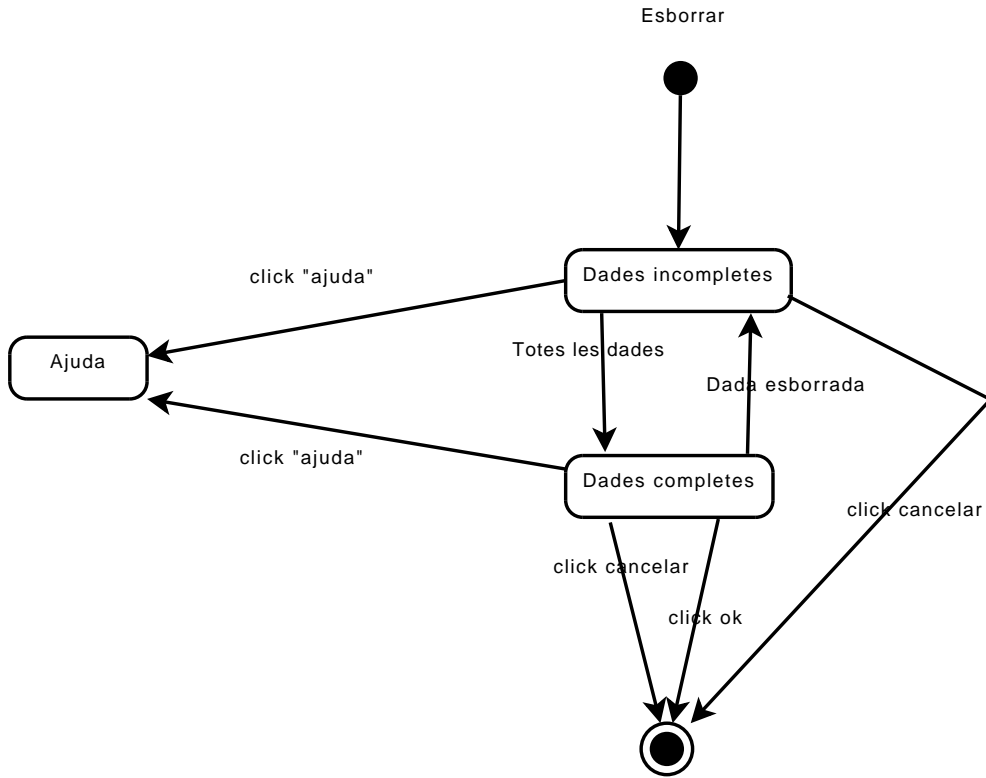 Esborrar
Dades incompletes
click "ajuda"
Totes les dades
Ajuda
Dada esborrada
click "ajuda"
Dades completes
click cancelar
click cancelar
click ok